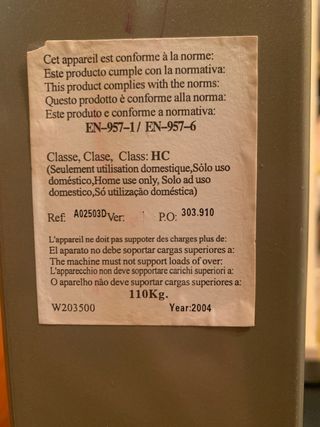 Cet appareil est conforme à la norme:
Este producto cumple con la normativa:
This product complies with the norms:
Questo prodotto è conforme alla norma:
Este produto e conforme a normativa:
EN-957-1/ EN-957-6
Classe, Clase, Class: HC
(Seulement utilisation domestique,Sólo uso
doméstico,Home use only, Solo ad uso
domestico,Só utilização doméstica)
Ref: A02503D Ver: P.O: 303.910
L'appareil ne doit pas suppoter des charges plus de:
El aparato no debe soportar cargas superiores a:
The machine must not support loads of over:
L'apparecchio non deve sopportare carichi superiori a:
O aparelho não deve suportar cargas superiores a:
110Kg.
W203500 Year:2004